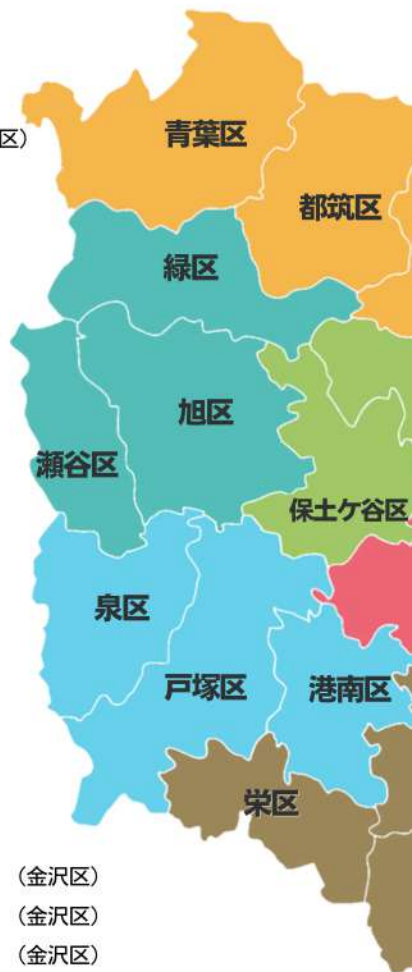 青葉区
区）
都筑区
緑区
旭区
瀬谷区
保土ケ谷区
泉区
戸塚区
港南区
栄区
（金沢区）
（金沢区）
（金沢区）